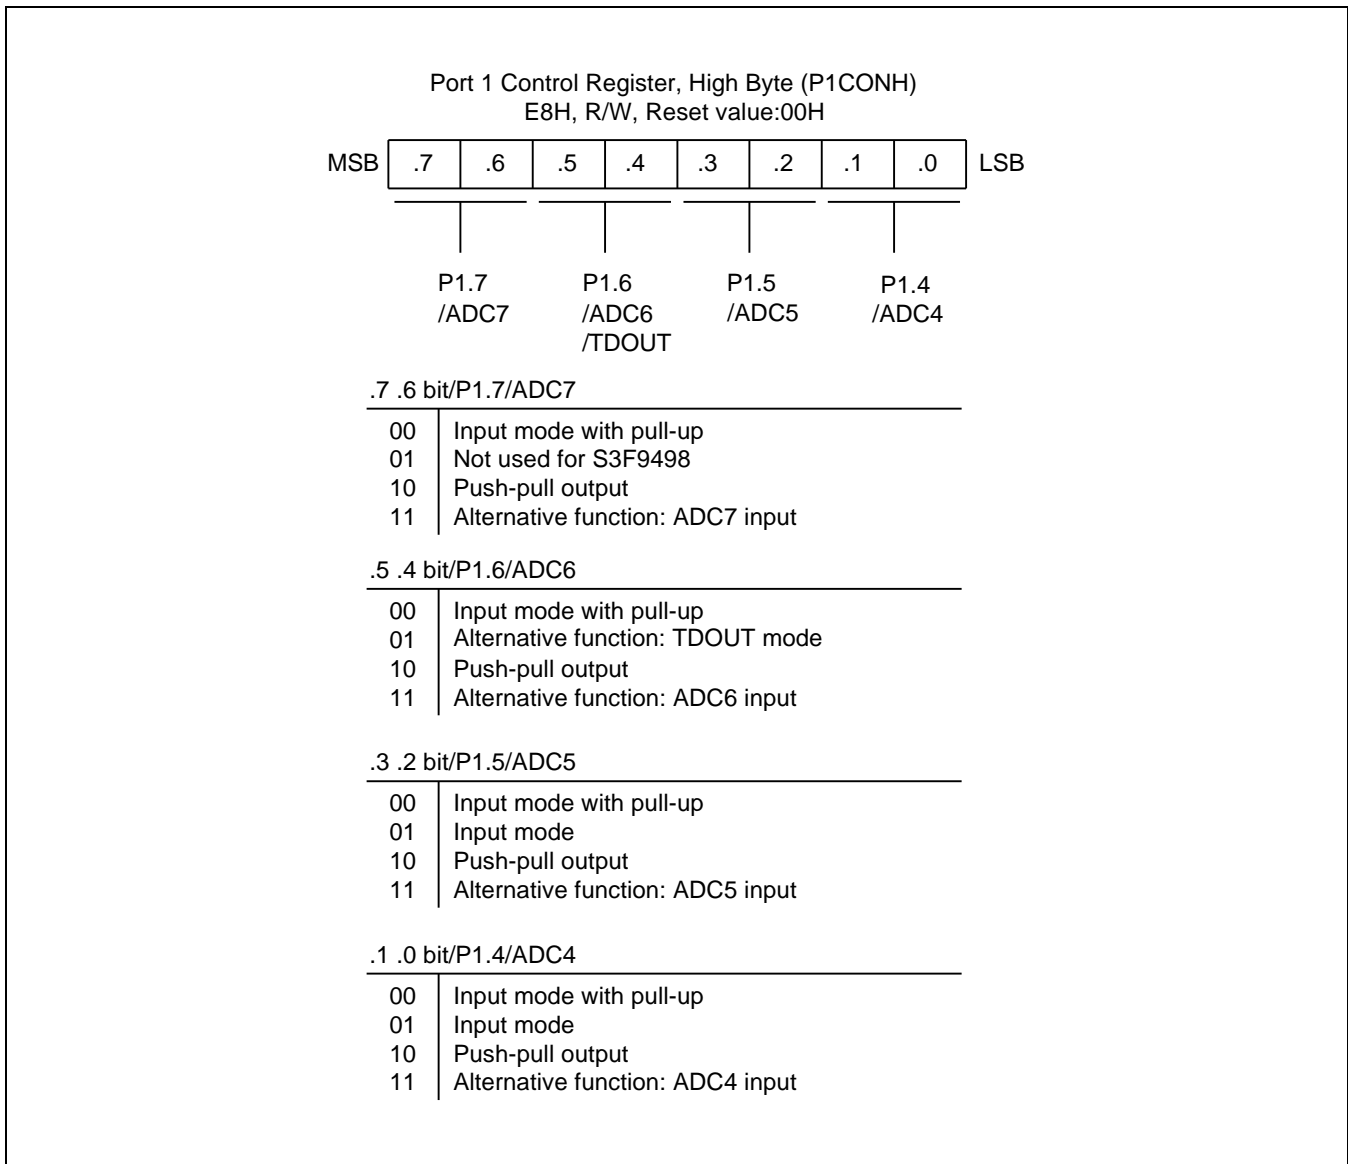 Port 1 Control Register, High Byte (P1CONH)
E8H, R/W, Reset value:00H
MSB .7 .6 .5 .4 .3 .2 .1 .0 LSB
P1.7 P1.6 P1.5 P1.4
/ADC7 /ADC6 /ADC5 /ADC4
/TDOUT
.7 .6 bit/P1.7/ADC7
00 Input mode with pull-up
01 Not used for S3F9498
10 Push-pull output
11 Alternative function: ADC7 input
.5 .4 bit/P1.6/ADC6
00 Input mode with pull-up
01 Alternative function: TDOUT mode
10 Push-pull output
11 Alternative function: ADC6 input
.3 .2 bit/P1.5/ADC5
00 Input mode with pull-up
01 Input mode
10 Push-pull output
11 Alternative function: ADC5 input
.1 .0 bit/P1.4/ADC4
00 Input mode with pull-up
01 Input mode
10 Push-pull output
11 Alternative function: ADC4 input